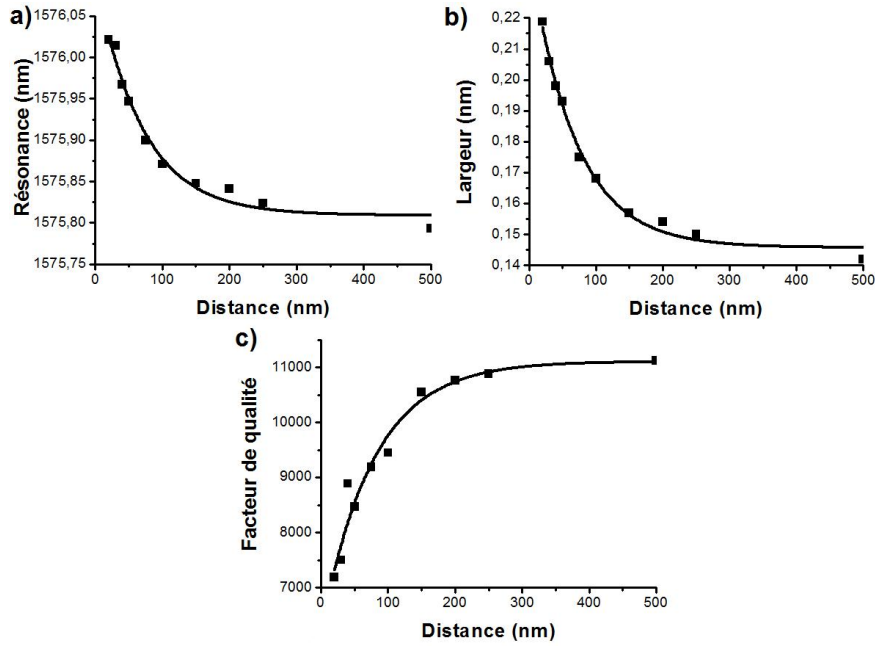 a)
Résonance (nm)
1576,05
1576,00
1575,95
1575,90
1575,85
1575,80
1575,75
0 100 200 300 400 500
Distance (nm)
b)
Largeur (nm)
0,22
0,21
0,20
0,19
0,18
0,17
0,16
0,15
0,14
0 100 200 300 400 500
Distance (nm)
c)
Facteur de qualité
11000
10000
9000
8000
7000
0 100 200 300 400 500
Distance (nm)